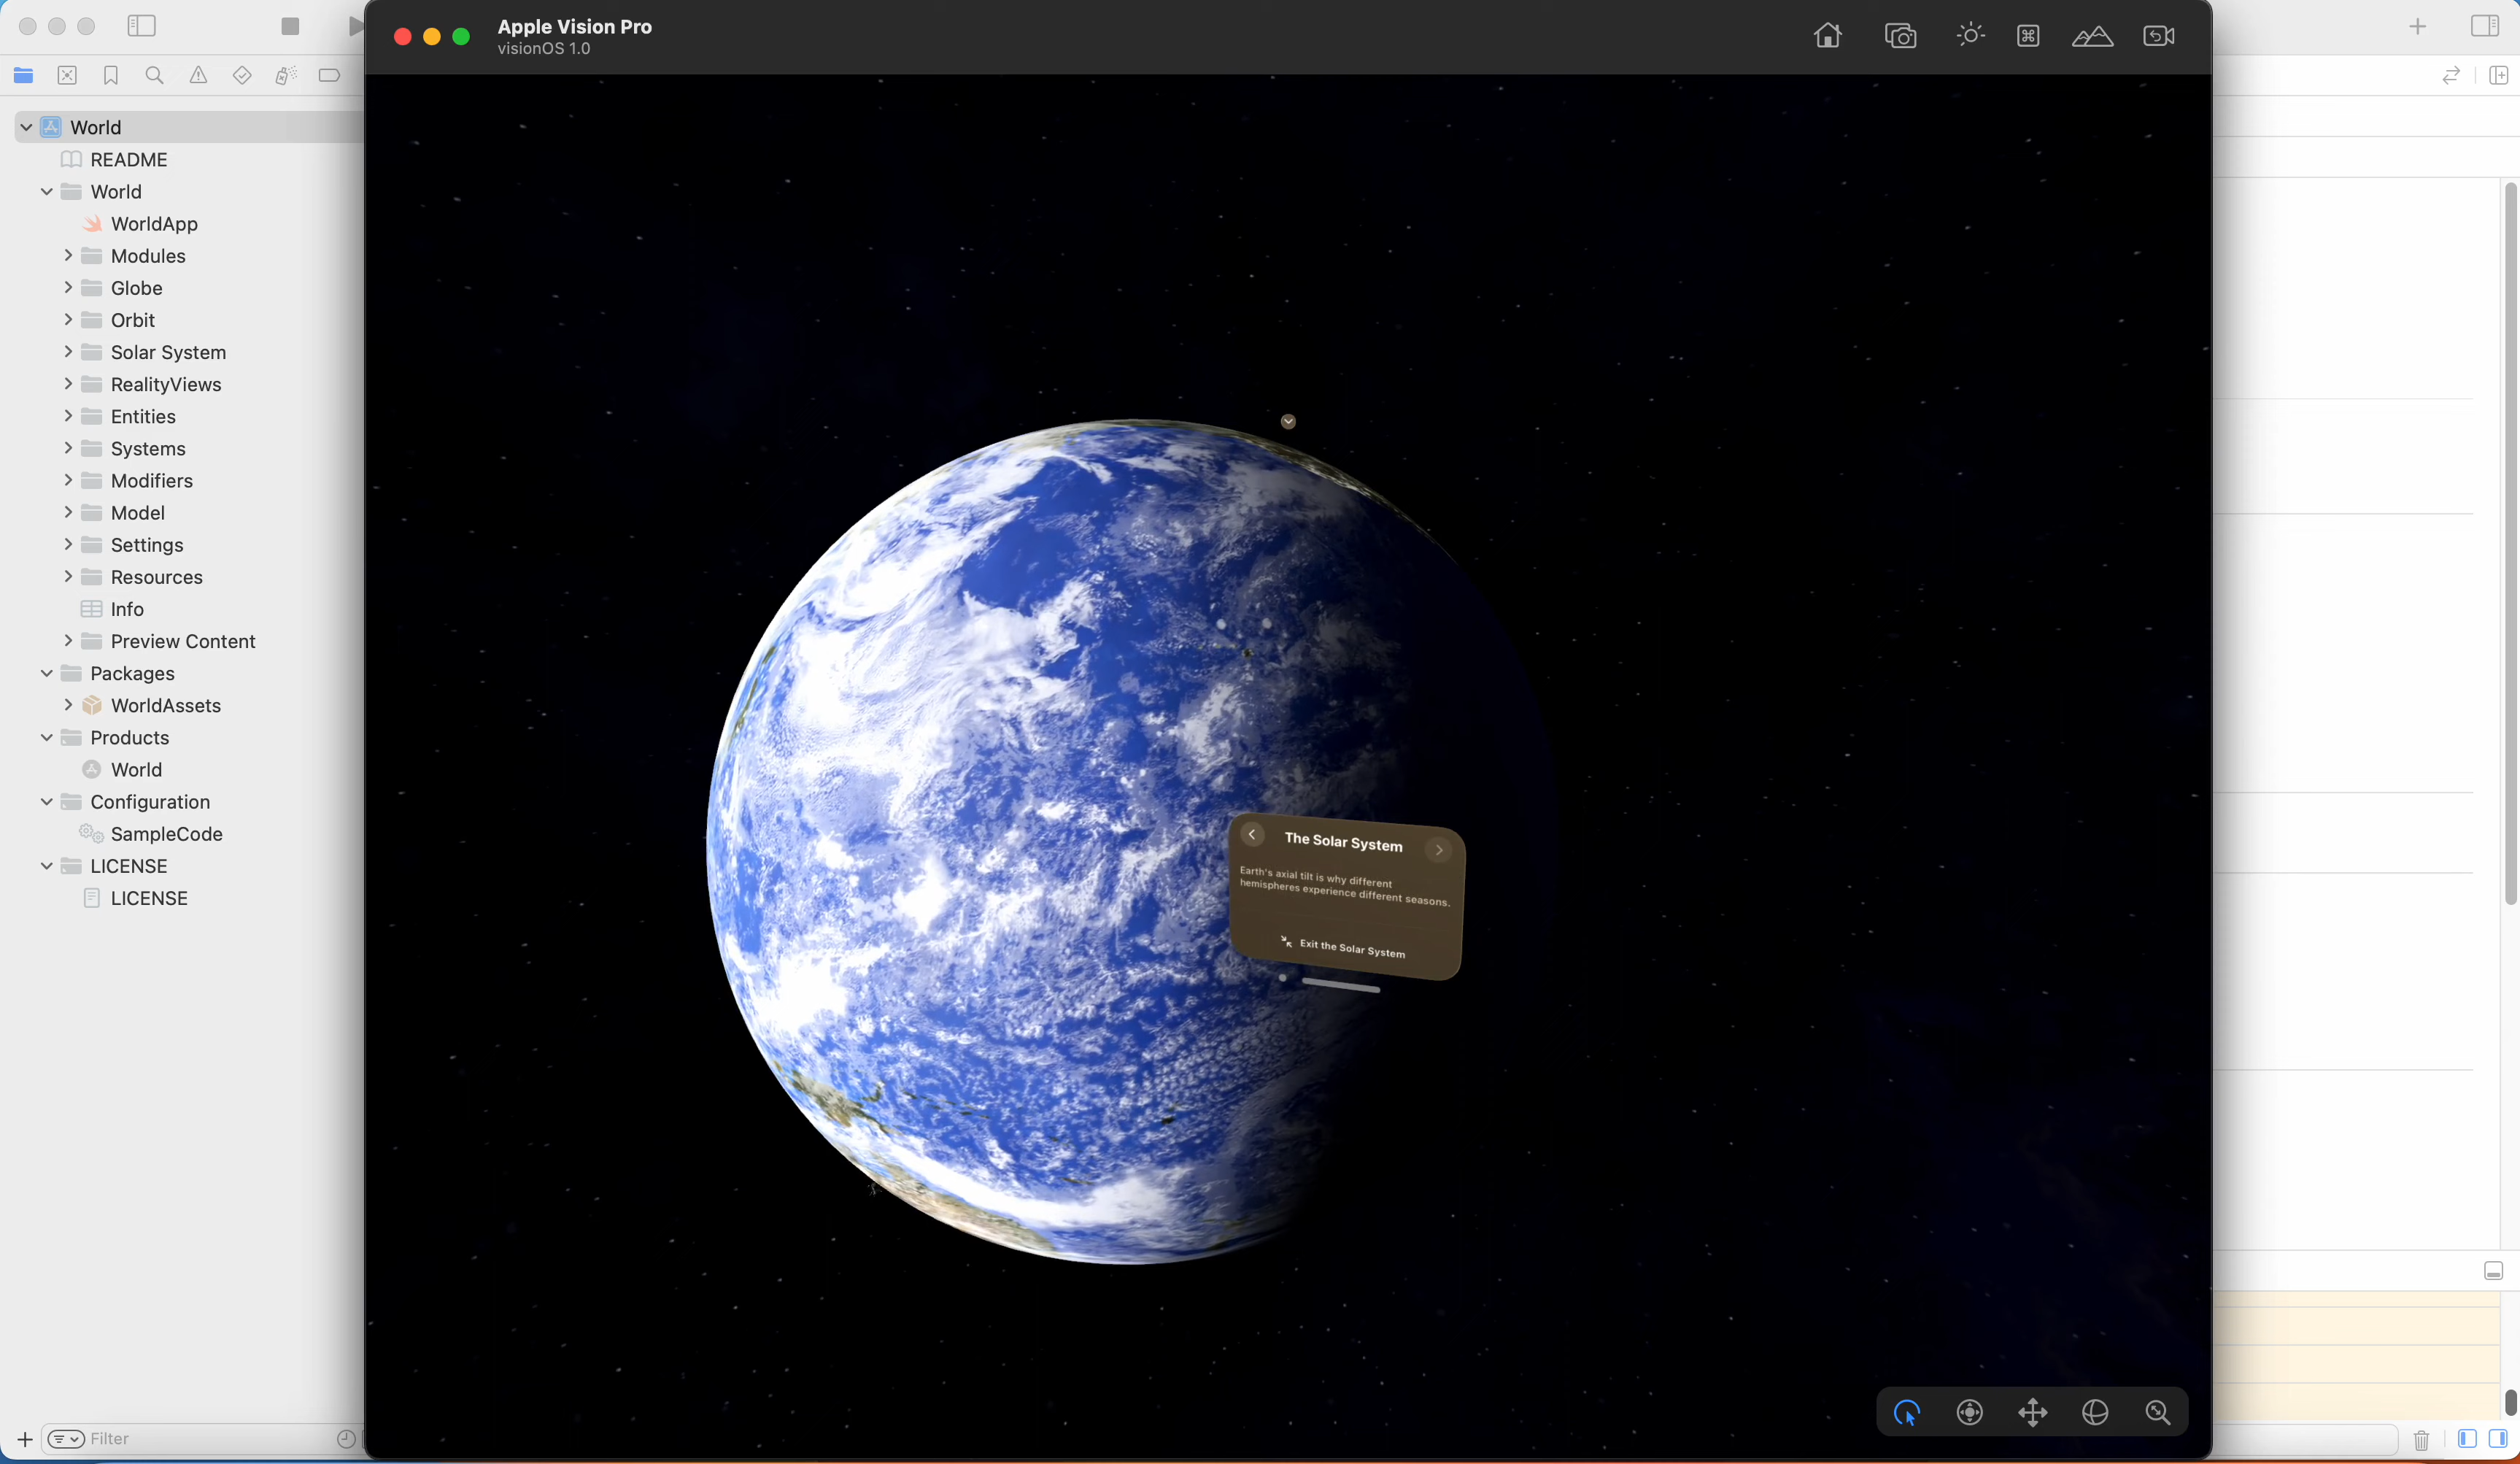 Apple Vision Pro
visionOS 1.0
World
README
World
WorldApp
Modules
Globe
Orbit
Solar System
RealityViews
Entities
Systems
Modifiers
Model
Settings
Resources
Info
Preview Content
Packages
WorldAssets
Products
World
Configuration
SampleCode
LICENSE
LICENSE
Filter
The Solar System
Earth's axial tilt is why different
hemispheres experience different seasons.
Exit the Solar System